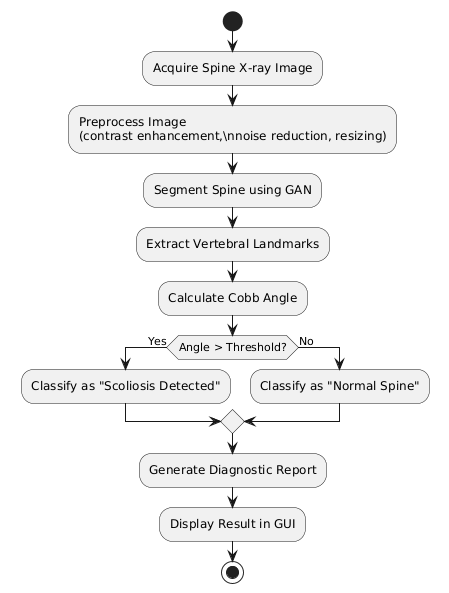 Acquire Spine X-ray Image
Preprocess Image
(contrast enhancement,\nnoise reduction, resizing)
Segment Spine using GAN
Extract Vertebral Landmarks
Calculate Cobb Angle
Yes
Angle > Threshold?
No
Classify as "Scoliosis Detected"
Classify as "Normal Spine"
Generate Diagnostic Report
Display Result in GUI